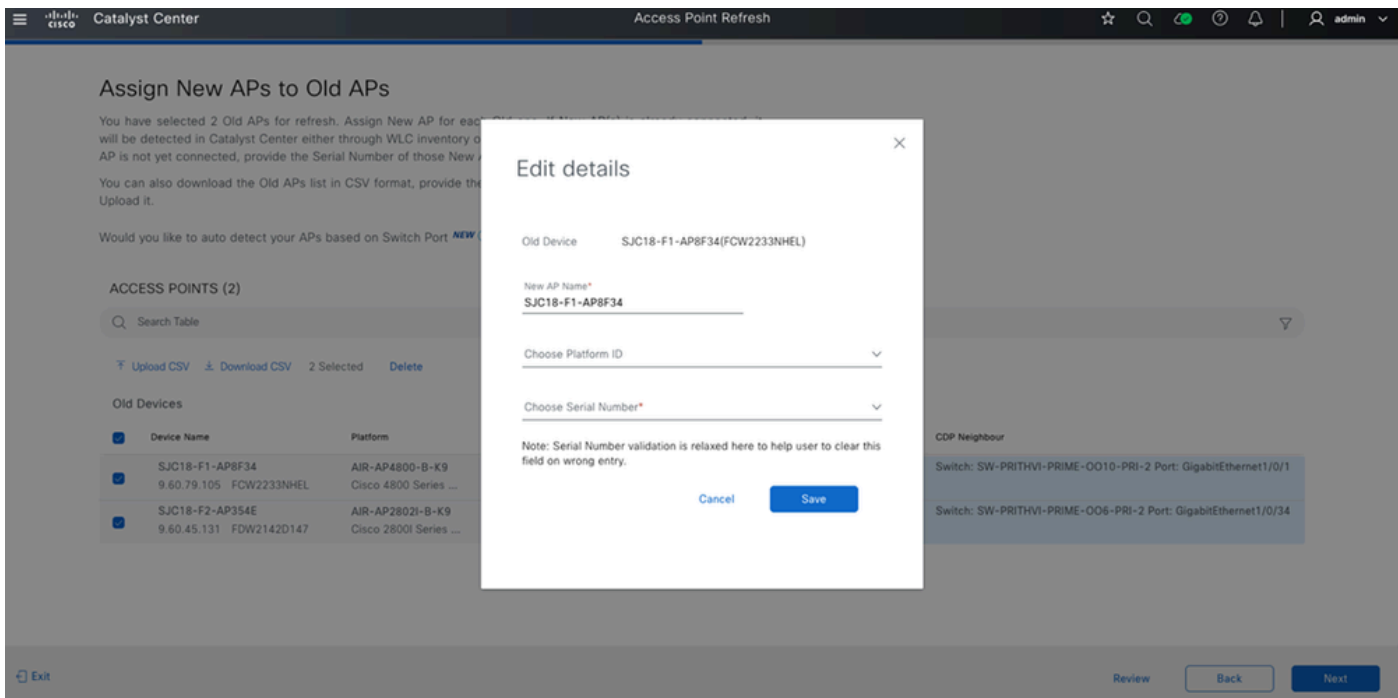 cisco
Catalyst Center
Access Point Refresh
admin
Assign New APs to Old APs
You have selected 2 Old APs for refresh. Assign New AP for each
will be detected in Catalyst Center either through WLC inventory o
AP is not yet connected, provide the Serial Number of those New
You can also download the Old APs list in CSV format, provide the
Upload it.
Would you like to auto detect your APs based on Switch Port NEW
ACCESS POINTS (2)
Search Table
Upload CSV Download CSV 2 Selected Delete
Old Devices
Device Name Platform CDP Neighbour
SJC18-F1-AP8F34 AIR-AP4800-B-K9 Switch: SW-PRITHVI-PRIME-OO10-PRI-2 Port: GigabitEthernet1/0/1
9.60.79.105 FCW2233NHEL Cisco 4800 Series ...
SJC18-F2-AP354E AIR-AP2802I-B-K9 Switch: SW-PRITHVI-PRIME-OO6-PRI-2 Port: GigabitEthernet1/0/34
9.60.45.131 FDW2142D147 Cisco 2800I Series ...
Edit details
Old Device SJC18-F1-AP8F34(FCW2233NHEL)
New AP Name*
SJC18-F1-AP8F34
Choose Platform ID
Choose Serial Number*
Note: Serial Number validation is relaxed here to help user to clear this
field on wrong entry.
Cancel Save
Exit
Review Back Next